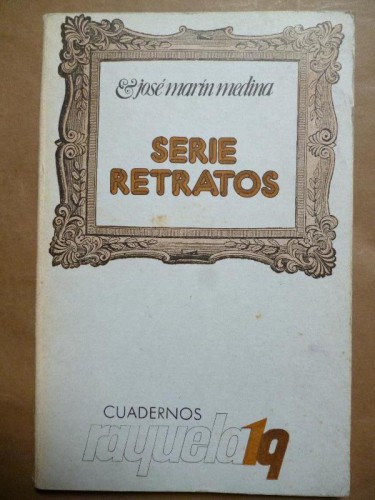 & josé marín medina
SERIE
RETRATOS
CUADERNOS
rayuela19